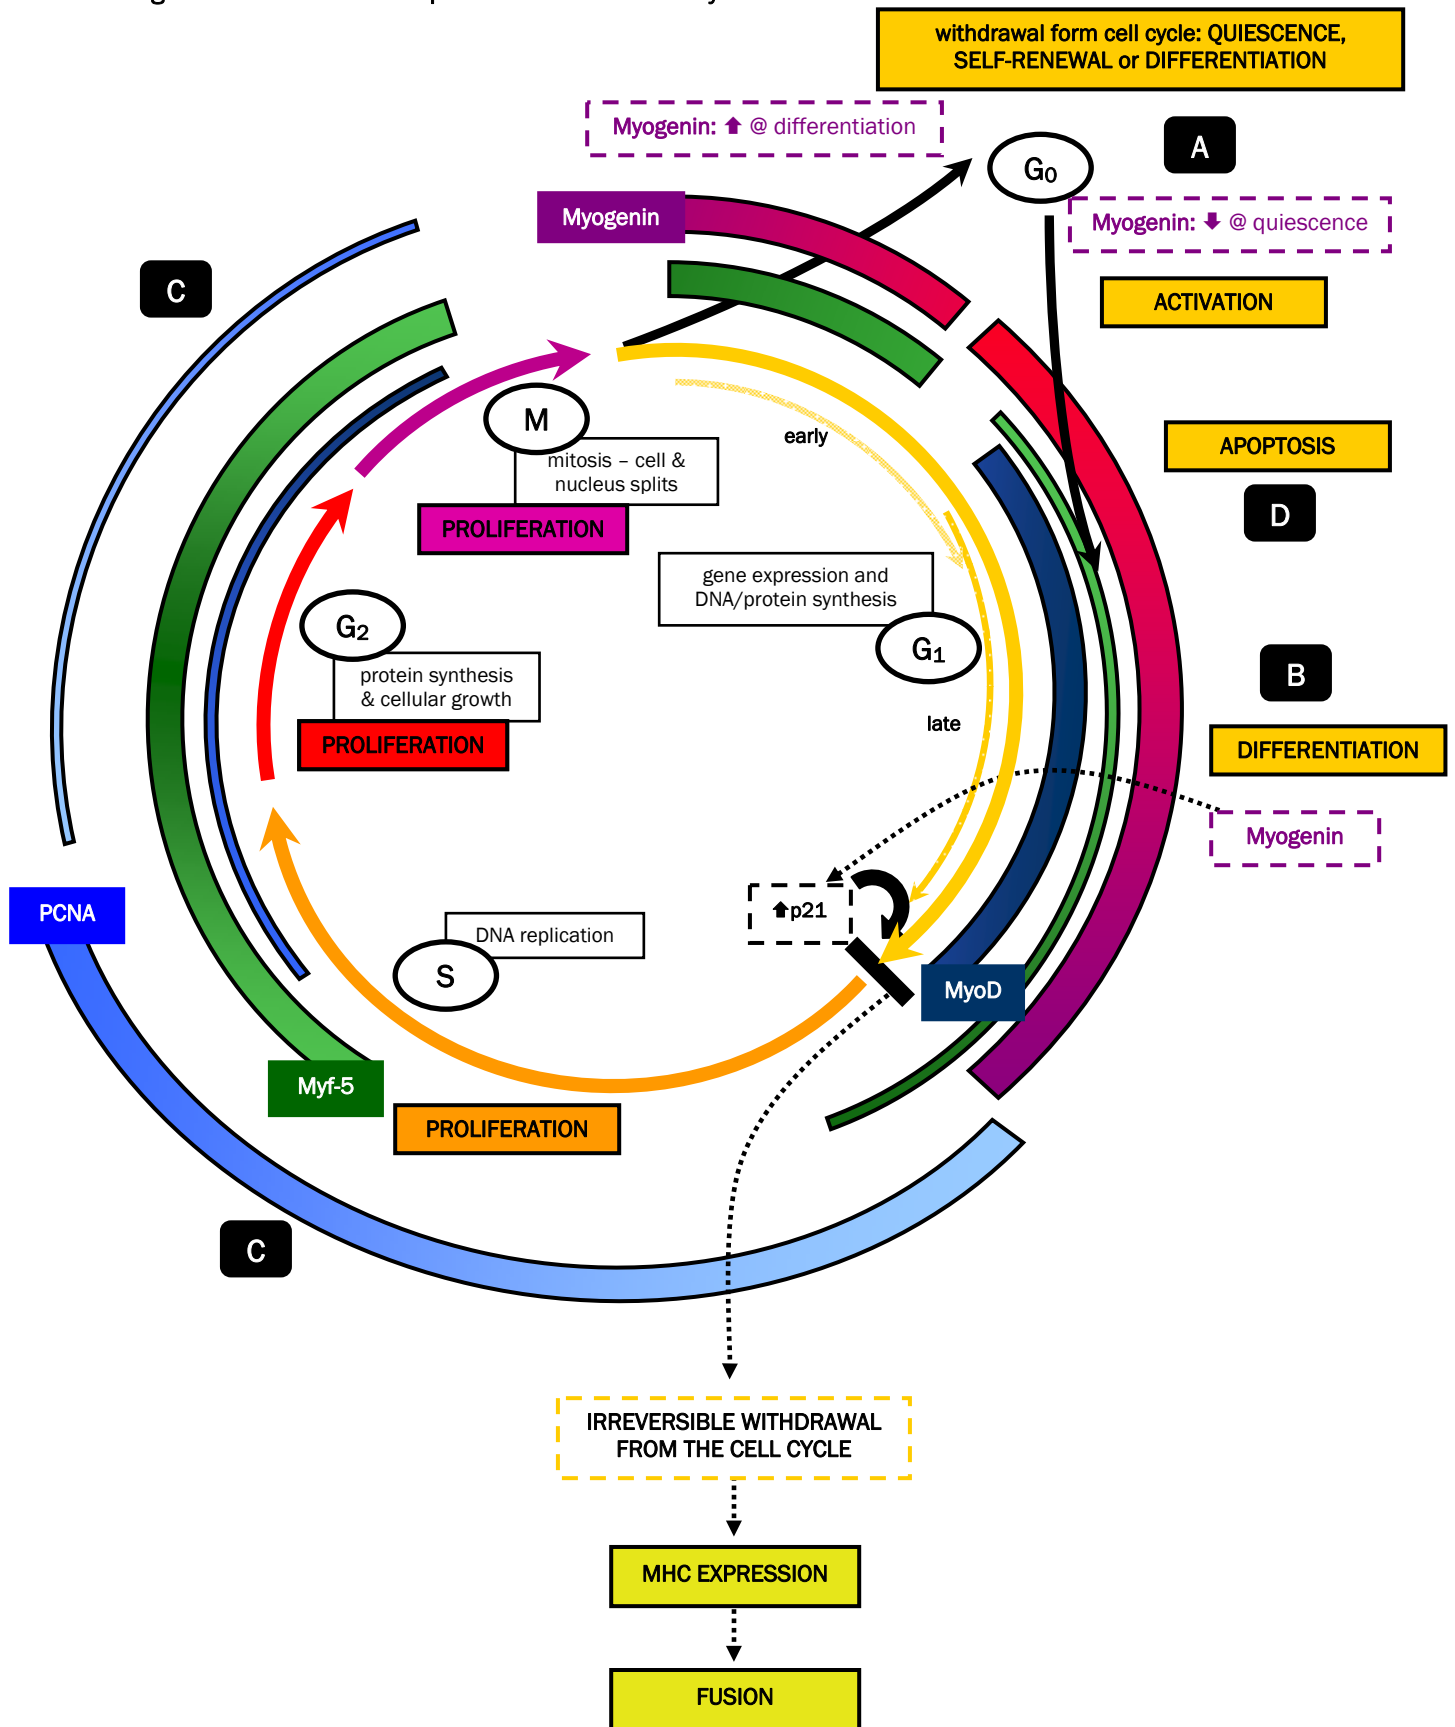 withdrawal form cell cycle: QUIESCENCE,
SELF-RENEWAL or DIFFERENTIATION
Myogenin: ⬆ @ differentiation
A
G₀
Myogenin
Myogenin: ⬇ @ quiescence
C
ACTIVATION
M
early
APOPTOSIS
mitosis – cell &
nucleus splits
D
PROLIFERATION
gene expression and
DNA/protein synthesis
G₂
G₁
B
protein synthesis
& cellular growth
late
PROLIFERATION
DIFFERENTIATION
Myogenin
PCNA
⬆p21
DNA replication
S
MyoD
Myf-5
PROLIFERATION
C
IRREVERSIBLE WITHDRAWAL
FROM THE CELL CYCLE
MHC EXPRESSION
FUSION